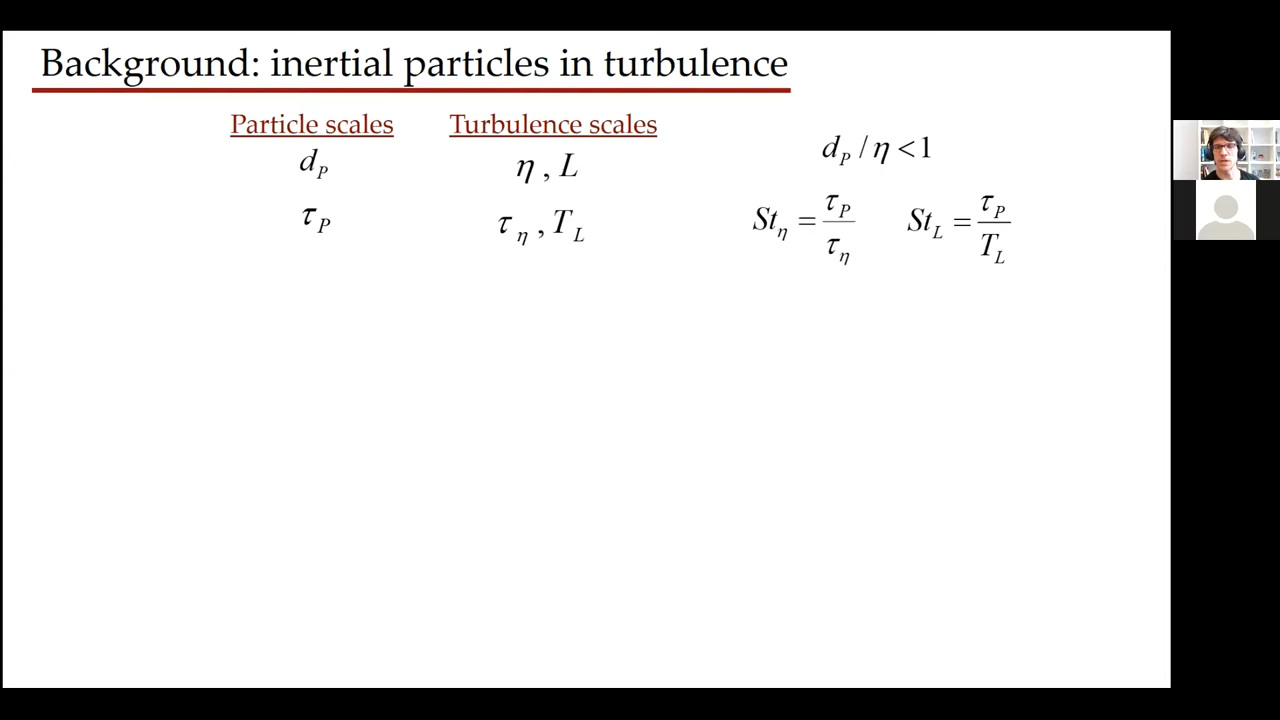 Background: inertial particles in turbulence
Particle scales
Turbulence scales
d_P
η , L
d_P / η < 1
τ_P
τ_η , T_L
St_η = τ_P / τ_η
St_L = τ_P / T_L